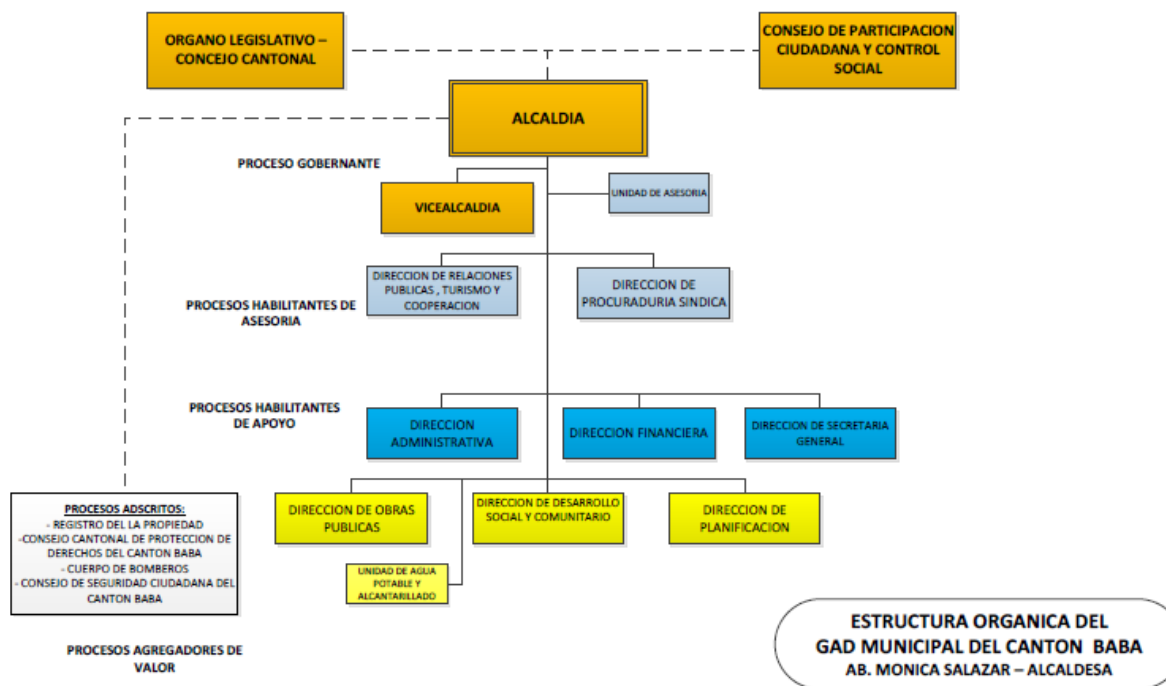 ORGANO LEGISLATIVO –
CONCEJO CANTONAL
CONSEJO DE PARTICIPACION
CIUDADANA Y CONTROL
SOCIAL
ALCALDIA
PROCESO GOBERNANTE
VICEALCALDIA
UNIDAD DE ASESORIA
DIRECCION DE RELACIONES
PUBLICAS , TURISMO Y
COOPERACION
DIRECCION DE
PROCURADURIA SINDICA
PROCESOS HABILITANTES DE
ASESORIA
PROCESOS HABILITANTES
DE APOYO
DIRECCION
ADMINISTRATIVA
DIRECCION FINANCIERA
DIRECCION DE SECRETARIA
GENERAL
PROCESOS ADSCRITOS:
- REGISTRO DEL LA PROPIEDAD
-CONSEJO CANTONAL DE PROTECCION DE
DERECHOS DEL CANTON BABA
- CUERPO DE BOMBEROS
- CONSEJO DE SEGURIDAD CIUDADANA DEL
CANTON BABA
DIRECCION DE OBRAS
PUBLICAS
DIRECCION DE DESARROLLO
SOCIAL Y COMUNITARIO
DIRECCION DE
PLANIFICACION
UNIDAD DE AGUA
POTABLE Y
ALCANTARILLADO
PROCESOS AGREGADORES DE
VALOR
ESTRUCTURA ORGANICA DEL
GAD MUNICIPAL DEL CANTON BABA
AB. MONICA SALAZAR – ALCALDESA